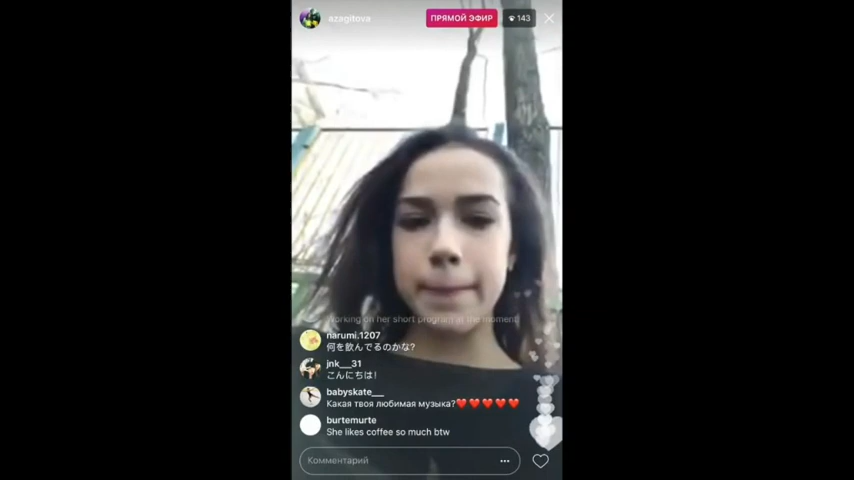 azagitova
ПРЯМОЙ ЭФИР
143
Working on her short program at the moment
narumi.1207
何を飲んでるのかな?
jnk___31
こんにちは!
babyskate___
Какая твоя любимая музыка?❤❤❤❤❤
burtemurte
She likes coffee so much btw
Комментарий